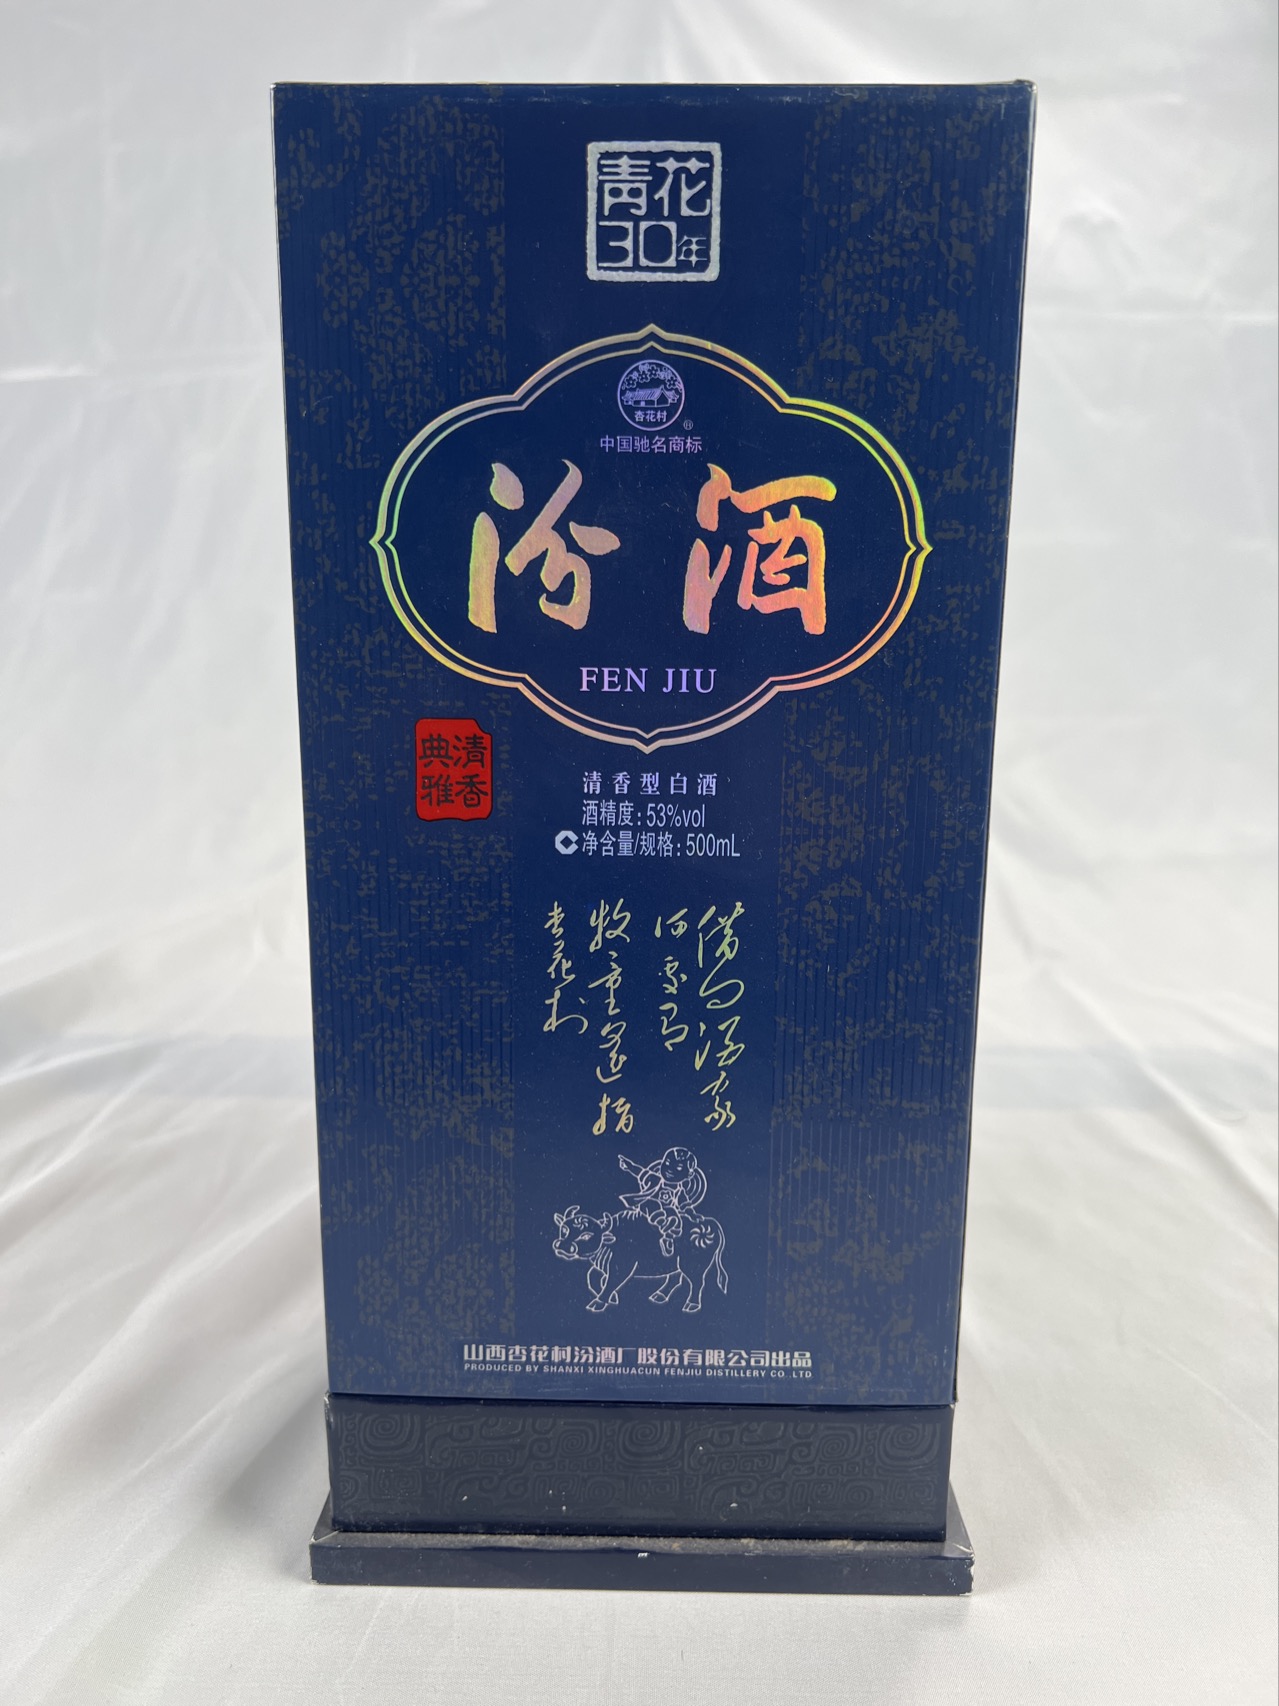 青花
30年
杏花村
®
中国驰名商标
汾酒
FEN JIU
清香
典雅
清香型白酒
酒精度:53%vol
净含量/规格:500mL
借问酒家
何处有
牧童遥指
杏花村
山西杏花村汾酒厂股份有限公司出品
PRODUCED BY SHANXI XINGHUACUN FENJIU DISTILLERY CO.,LTD